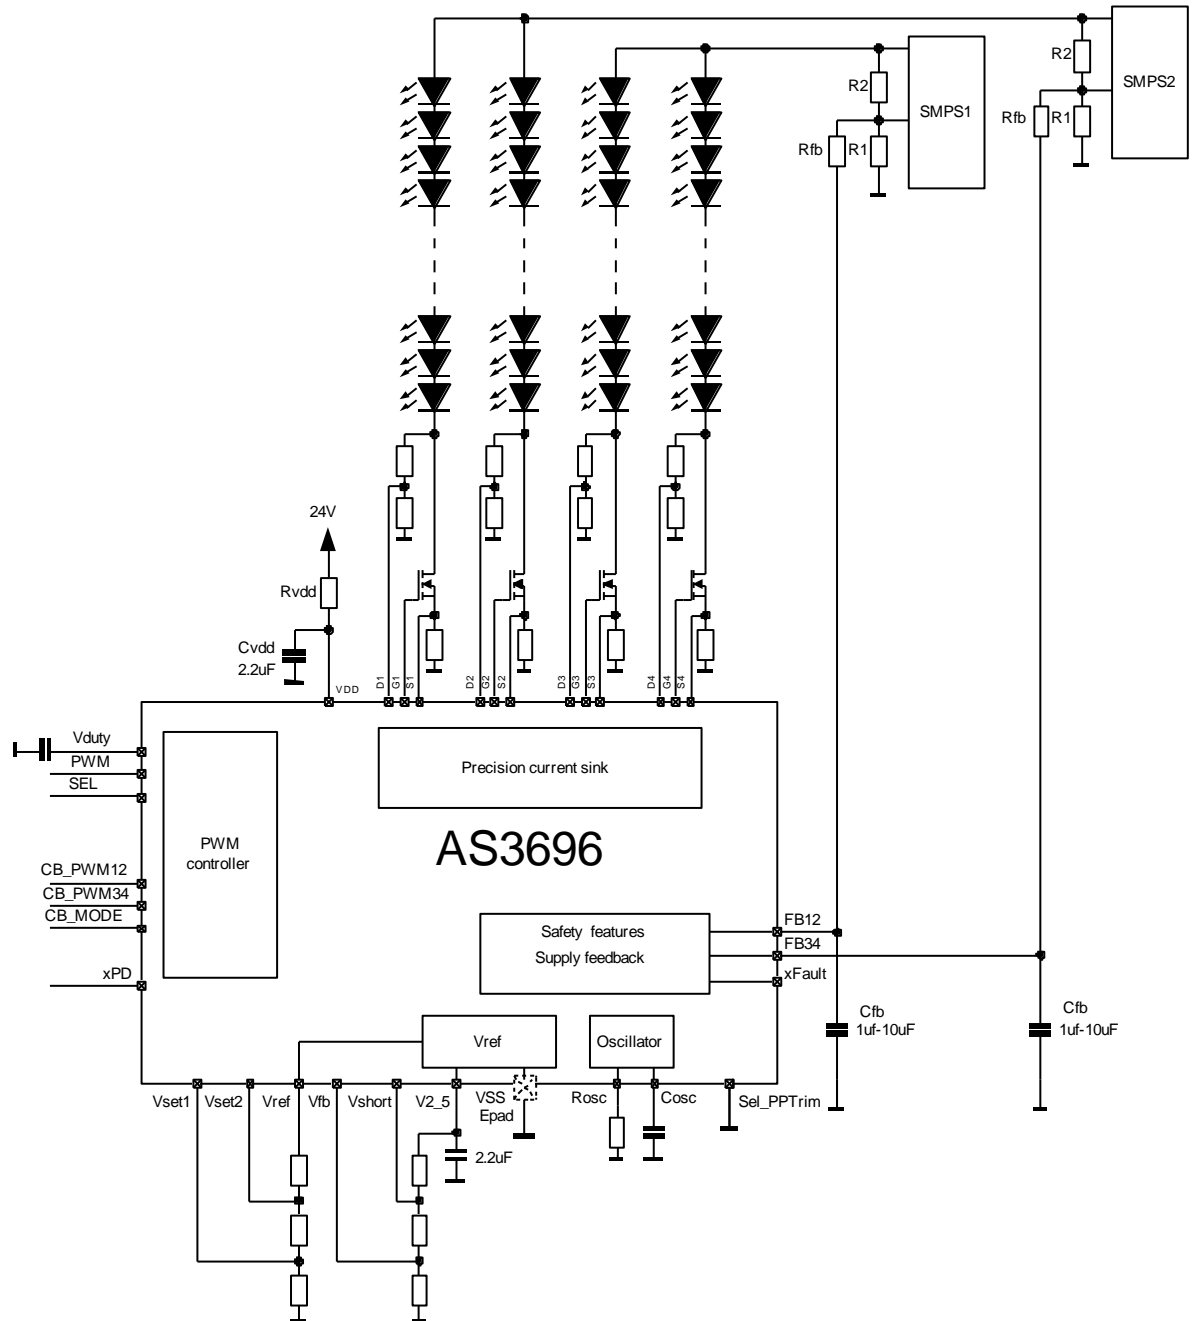 R2
SMPS2
R2
SMPS1
Rfb
R1
Rfb
R1
24V
Rvdd
Cvdd
2.2uF
VDD
D1
G1
S1
D2
G2
S2
D3
G3
S3
D4
G4
S4
Vduty
PWM
SEL
Precision current sink
PWM
controller
AS3696
CB_PWM12
CB_PWM34
CB_MODE
Safety features
Supply feedback
FB12
FB34
xFault
xPD
Cfb
1uf-10uF
Cfb
1uf-10uF
Vref
Oscillator
Vset1
Vset2
Vref
Vfb
Vshort
V2_5
VSS
Epad
Rosc
Cosc
Sel_PPTrim
2.2uF